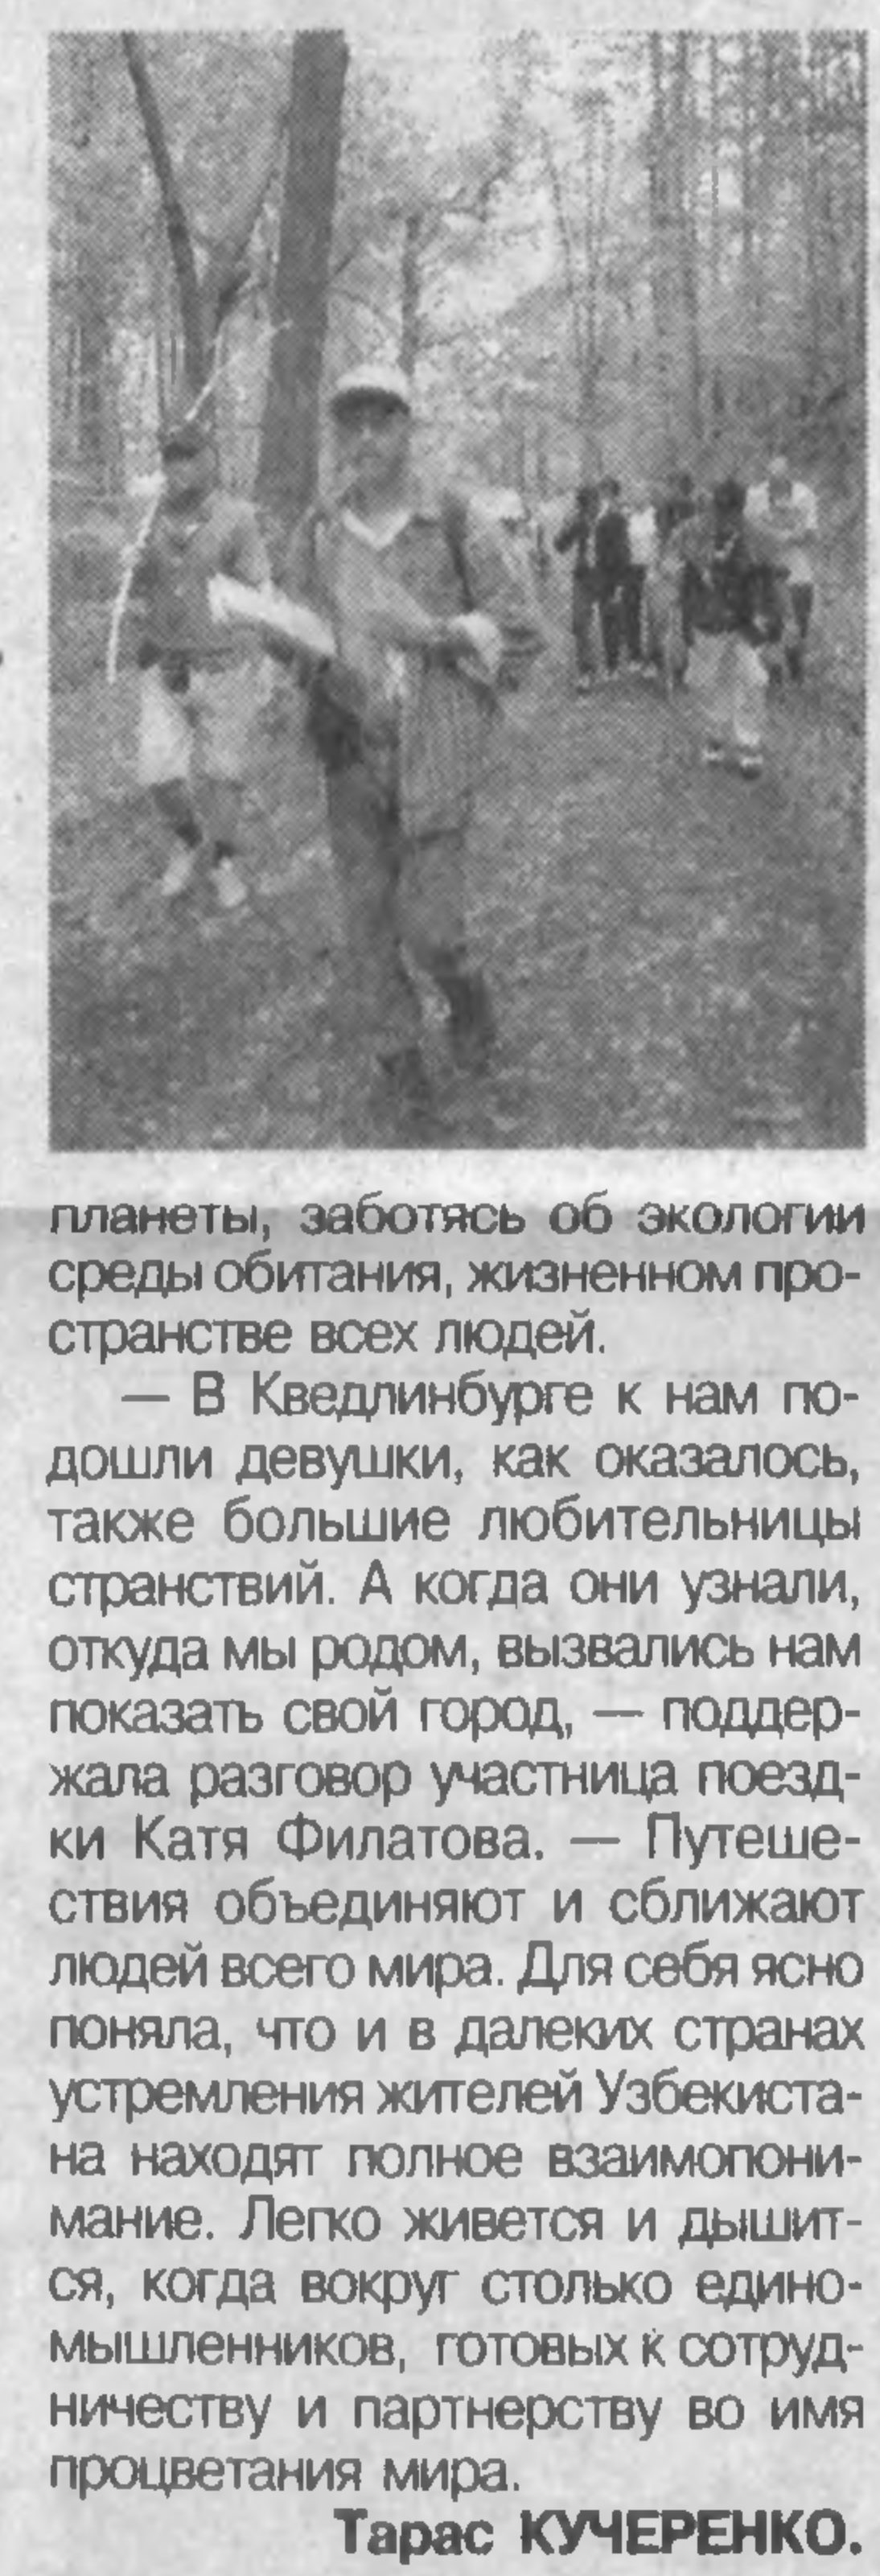 планеты, заботясь об экологии
среды обитания, жизненном про-
странстве всех людей.
— В Кведлинбурге к нам по-
дошли девушки, как оказалось,
также большие любительницы
странствий. А когда они узнали,
откуда мы родом, вызвались нам
показать свой город, — поддер-
жала разговор участница поезд-
ки Катя Филатова. — Путеше-
ствия объединяют и сближают
людей всего мира. Для себя ясно
поняла, что и в далеких странах
устремления жителей Узбекиста-
на находят полное взаимопони-
мание. Легко живется и дышит-
ся, когда вокруг столько едино-
мышленников, готовых к сотруд-
ничеству и партнерству во имя
процветания мира.
Тарас КУЧЕРЕНКО.